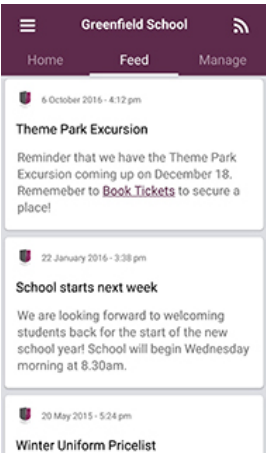 Greenfield School
Home Feed Manage
6 October 2016 - 4:12 pm
Theme Park Excursion
Reminder that we have the Theme Park
Excursion coming up on December 18.
Rememeber to Book Tickets to secure a
place!
22 January 2016 - 3:38 pm
School starts next week
We are looking forward to welcoming
students back for the start of the new
school year! School will begin Wednesday
morning at 8.30am.
20 May 2015 - 5:24 pm
Winter Uniform Pricelist